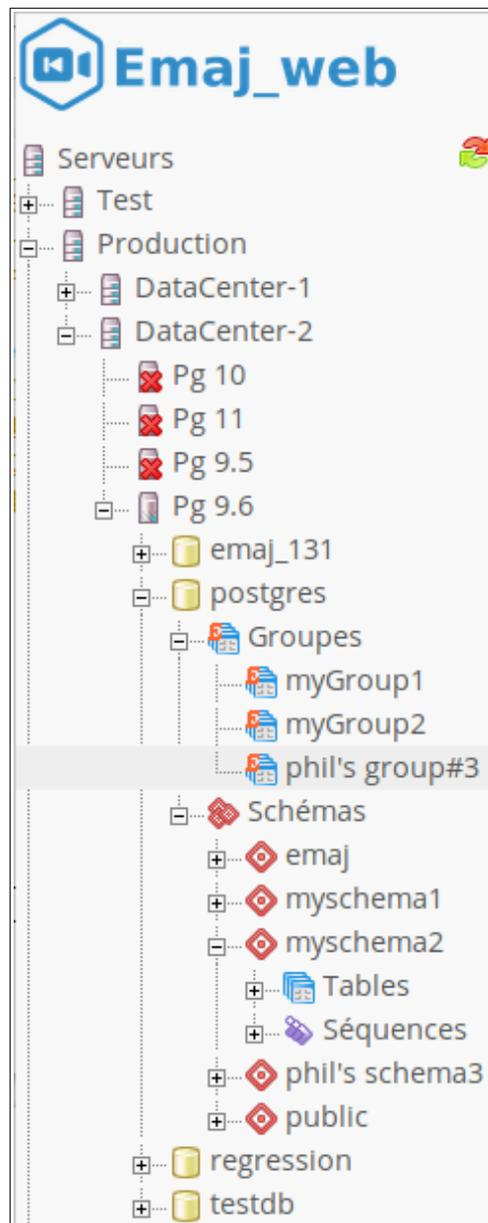 Emaj_web
Serveurs
Test
Production
DataCenter-1
DataCenter-2
Pg 10
Pg 11
Pg 9.5
Pg 9.6
emaj_131
postgres
Groupes
myGroup1
myGroup2
phil's group#3
Schémas
emaj
myschema1
myschema2
Tables
Séquences
phil's schema3
public
regression
testdb